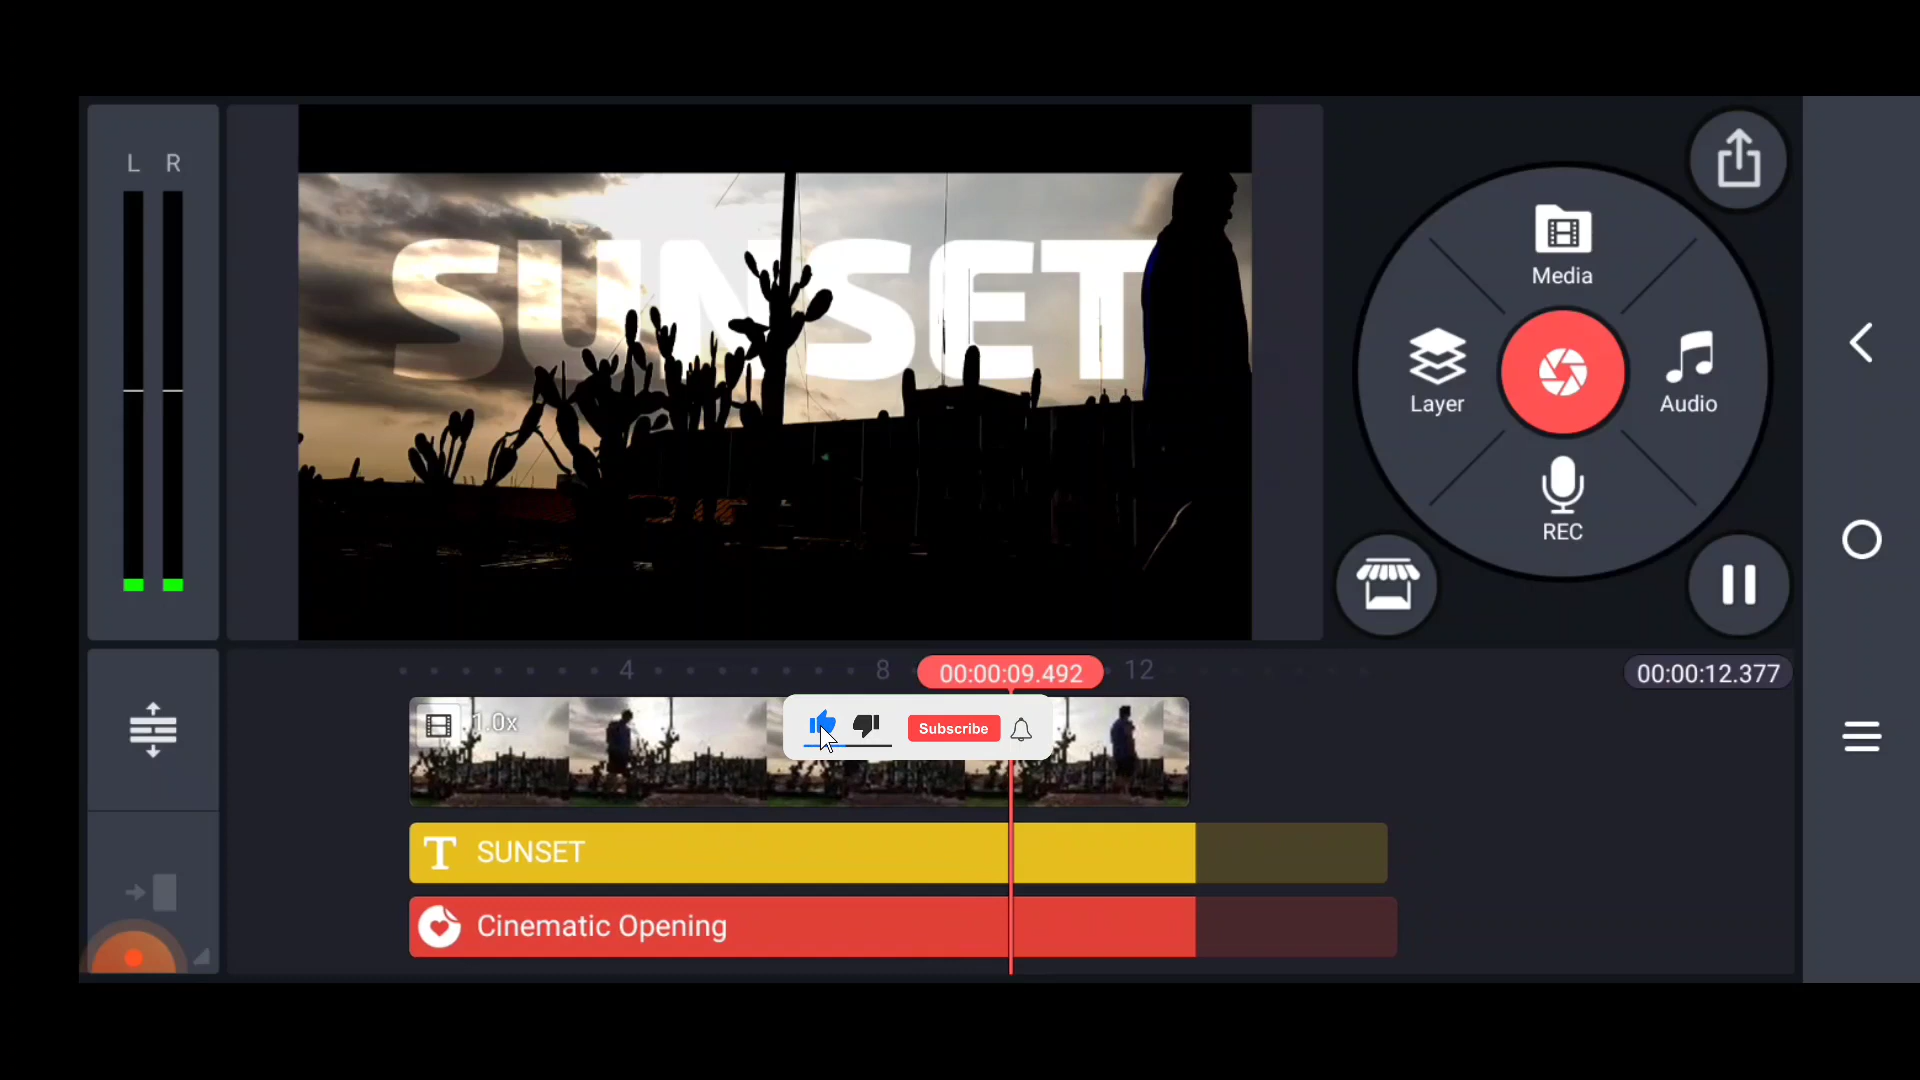 L R
SUNSET
Media
Layer
Audio
REC
4 8 00:00:09.492 12 00:00:12.377
1.0x
Subscribe
SUNSET
Cinematic Opening